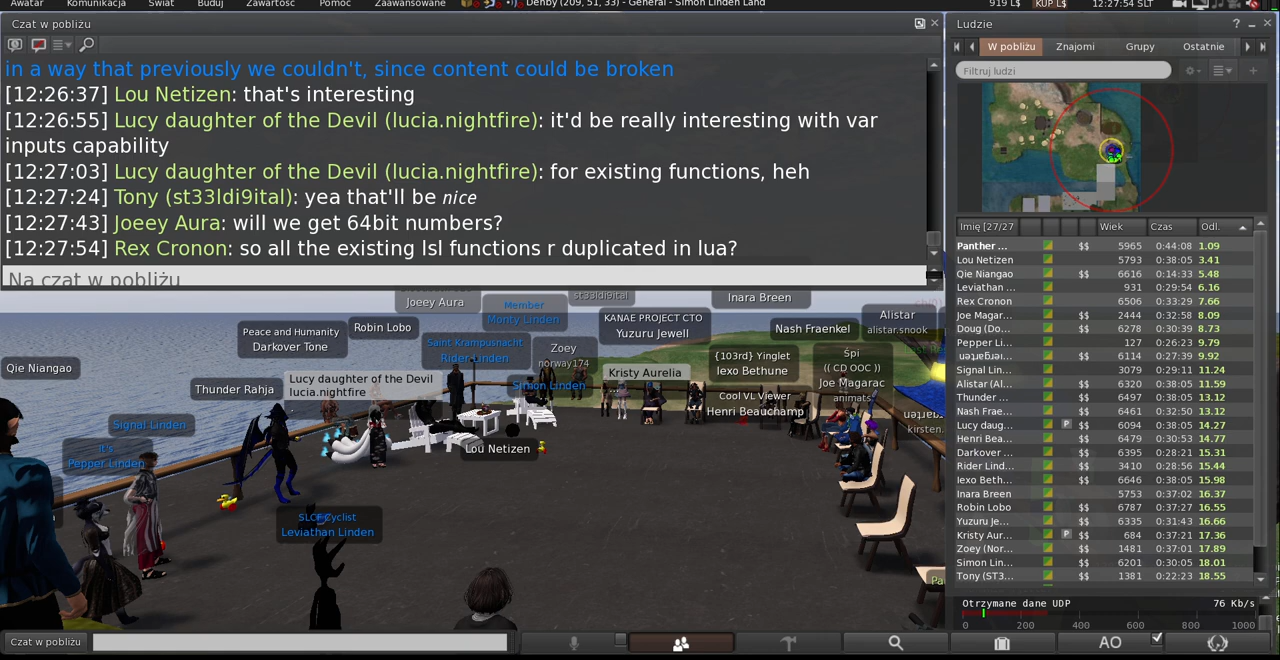 Awatar Komunikacja Świat Buduj Zawartość Pomoc Zaawansowane Denby (209, 51, 33) - General - Simon Linden Land 919 L$ KUP L$ 12:27:54 SLT
Czat w pobliżu
in a way that previously we couldn't, since content could be broken
[12:26:37] Lou Netizen: that's interesting
[12:26:55] Lucy daughter of the Devil (lucia.nightfire): it'd be really interesting with var
inputs capability
[12:27:03] Lucy daughter of the Devil (lucia.nightfire): for existing functions, heh
[12:27:24] Tony (st33ldi9ital): yea that'll be nice
[12:27:43] Joeey Aura: will we get 64bit numbers?
[12:27:54] Rex Cronon: so all the existing lsl functions r duplicated in lua?
Na czat w pobliżu
st33ldi9ital
Joeey Aura
Member
Monty Linden
Inara Breen
KANAE PROJECT CTO
Yuzuru Jewell
Alistar
alistar.snook
Nash Fraenkel
Peace and Humanity
Darkover Tone
Robin Lobo
Saint Krampusnacht
Rider Linden
Zoey
norway174
{103rd} Yinglet
Iexo Bethune
Śpi
(( CD OOC ))
Joe Magarac
animats
Qie Niangao
Thunder Rahja
Lucy daughter of the Devil
lucia.nightfire
Simon Linden
Kristy Aurelia
Cool VL Viewer
Henri Beauchamp
kirsten.
Signal Linden
It's
Pepper Linden
Lou Netizen
SLCF Cyclist
Leviathan Linden
Pa
Czat w pobliżu
Ludzie
? _ ×
W pobliżu Znajomi Grupy Ostatnie
Filtruj ludzi
Imię [27/27 Wiek Czas Odl.
Panther ... $$ 5965 0:44:08 1.09
Lou Netizen 5793 0:38:05 3.41
Qie Niangao $$ 6616 0:14:33 5.48
Leviathan ... 931 0:29:54 6.16
Rex Cronon 6506 0:33:29 7.66
Joe Magar... $$ 2444 0:32:58 8.09
Doug (Do... $$ 6278 0:30:39 8.73
Pepper Li... 127 0:26:23 9.79
$$ 6114 0:27:39 9.92
Signal Lin... 3079 0:29:11 11.24
Alistar (Al... $$ 6320 0:38:05 11.59
Thunder ... $$ 6497 0:38:05 13.12
Nash Frae... $$ 6461 0:32:50 13.12
Lucy daug... P $$ 6094 0:38:05 14.27
Henri Bea... $$ 6479 0:30:53 14.77
Darkover ... $$ 6395 0:28:21 15.31
Rider Lind... $$ 3410 0:28:56 15.44
Iexo Beth... $$ 6646 0:38:05 15.98
Inara Breen 5753 0:37:02 16.37
Robin Lobo $$ 6787 0:37:27 16.55
Yuzuru Je... $$ 6335 0:31:43 16.66
Kristy Aur... P $$ 684 0:37:21 17.36
Zoey (Nor... $$ 1481 0:37:01 17.89
Simon Lin... $$ 6201 0:30:05 18.01
Tony (ST3... $$ 1381 0:22:23 18.55
Otrzymane dane UDP 76 Kb/s
0 200 400 600 800 1000
AO